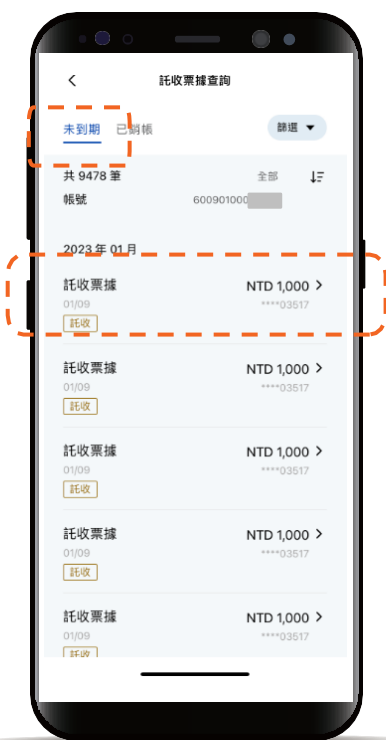 託收票據查詢
未到期 已銷帳 篩選
共 9478 筆 全部
帳號 600901000
2023 年 01 月
託收票據 NTD 1,000
01/09 ****03517
託收
託收票據 NTD 1,000
01/09 ****03517
託收
託收票據 NTD 1,000
01/09 ****03517
託收
託收票據 NTD 1,000
01/09 ****03517
託收
託收票據 NTD 1,000
01/09 ****03517
託收